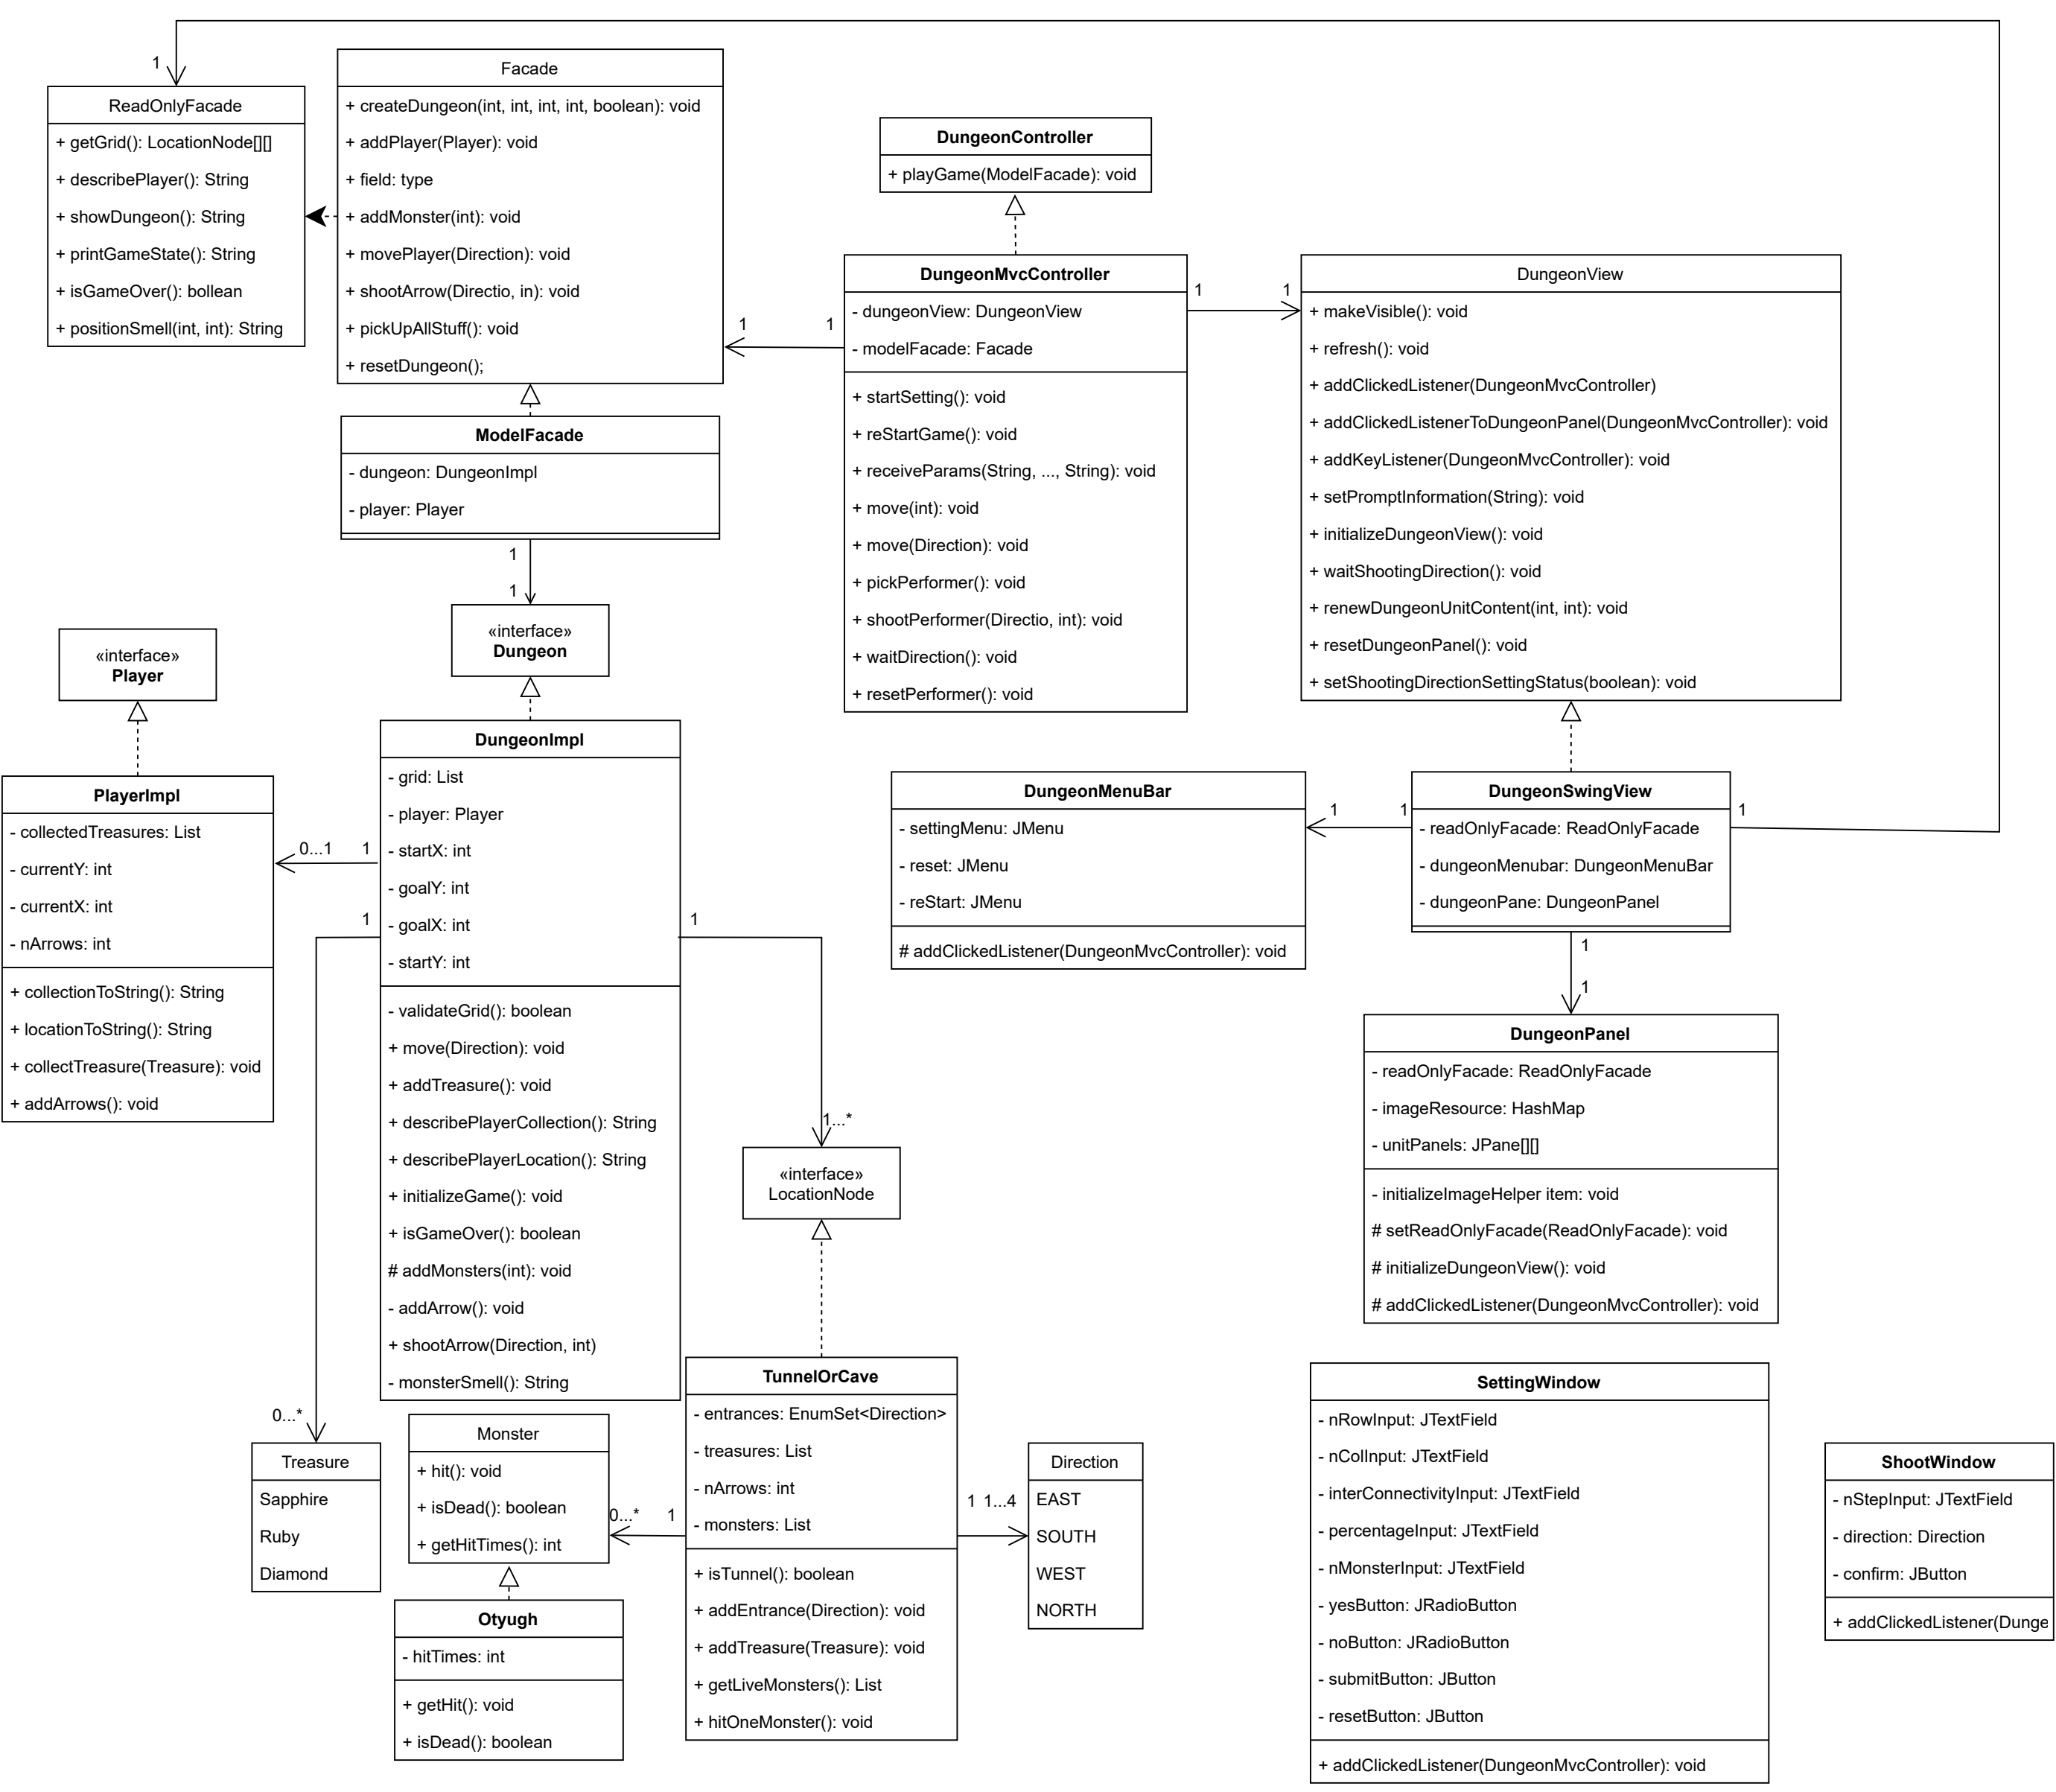 1
ReadOnlyFacade
+ getGrid(): LocationNode[][]
+ describePlayer(): String
+ showDungeon(): String
+ printGameState(): String
+ isGameOver(): bollean
+ positionSmell(int, int): String
Facade
+ createDungeon(int, int, int, int, boolean): void
+ addPlayer(Player): void
+ field: type
+ addMonster(int): void
+ movePlayer(Direction): void
+ shootArrow(Directio, in): void
+ pickUpAllStuff(): void
+ resetDungeon();
DungeonController
+ playGame(ModelFacade): void
1
1
DungeonMvcController
- dungeonView: DungeonView
- modelFacade: Facade
+ startSetting(): void
+ reStartGame(): void
+ receiveParams(String, ..., String): void
+ move(int): void
+ move(Direction): void
+ pickPerformer(): void
+ shootPerformer(Directio, int): void
+ waitDirection(): void
+ resetPerformer(): void
1
1
DungeonView
+ makeVisible(): void
+ refresh(): void
+ addClickedListener(DungeonMvcController)
+ addClickedListenerToDungeonPanel(DungeonMvcController): void
+ addKeyListener(DungeonMvcController): void
+ setPromptInformation(String): void
+ initializeDungeonView(): void
+ waitShootingDirection(): void
+ renewDungeonUnitContent(int, int): void
+ resetDungeonPanel(): void
+ setShootingDirectionSettingStatus(boolean): void
ModelFacade
- dungeon: DungeonImpl
- player: Player
1
1
«interface»
Dungeon
«interface»
Player
PlayerImpl
- collectedTreasures: List
- currentY: int
- currentX: int
- nArrows: int
+ collectionToString(): String
+ locationToString(): String
+ collectTreasure(Treasure): void
+ addArrows(): void
0...1
1
1
DungeonImpl
- grid: List
- player: Player
- startX: int
- goalY: int
- goalX: int
- startY: int
- validateGrid(): boolean
+ move(Direction): void
+ addTreasure(): void
+ describePlayerCollection(): String
+ describePlayerLocation(): String
+ initializeGame(): void
+ isGameOver(): boolean
# addMonsters(int): void
- addArrow(): void
+ shootArrow(Direction, int)
- monsterSmell(): String
1
1...*
«interface»
LocationNode
DungeonMenuBar
- settingMenu: JMenu
- reset: JMenu
- reStart: JMenu
# addClickedListener(DungeonMvcController): void
1
1
DungeonSwingView
- readOnlyFacade: ReadOnlyFacade
- dungeonMenubar: DungeonMenuBar
- dungeonPane: DungeonPanel
1
1
1
DungeonPanel
- readOnlyFacade: ReadOnlyFacade
- imageResource: HashMap
- unitPanels: JPane[][]
- initializeImageHelper item: void
# setReadOnlyFacade(ReadOnlyFacade): void
# initializeDungeonView(): void
# addClickedListener(DungeonMvcController): void
0...*
Treasure
Sapphire
Ruby
Diamond
Monster
+ hit(): void
+ isDead(): boolean
+ getHitTimes(): int
0...*
1
Otyugh
- hitTimes: int
+ getHit(): void
+ isDead(): boolean
TunnelOrCave
- entrances: EnumSet<Direction>
- treasures: List
- nArrows: int
- monsters: List
+ isTunnel(): boolean
+ addEntrance(Direction): void
+ addTreasure(Treasure): void
+ getLiveMonsters(): List
+ hitOneMonster(): void
1
1...4
Direction
EAST
SOUTH
WEST
NORTH
SettingWindow
- nRowInput: JTextField
- nColInput: JTextField
- interConnectivityInput: JTextField
- percentageInput: JTextField
- nMonsterInput: JTextField
- yesButton: JRadioButton
- noButton: JRadioButton
- submitButton: JButton
- resetButton: JButton
+ addClickedListener(DungeonMvcController): void
ShootWindow
- nStepInput: JTextField
- direction: Direction
- confirm: JButton
+ addClickedListener(Dunge